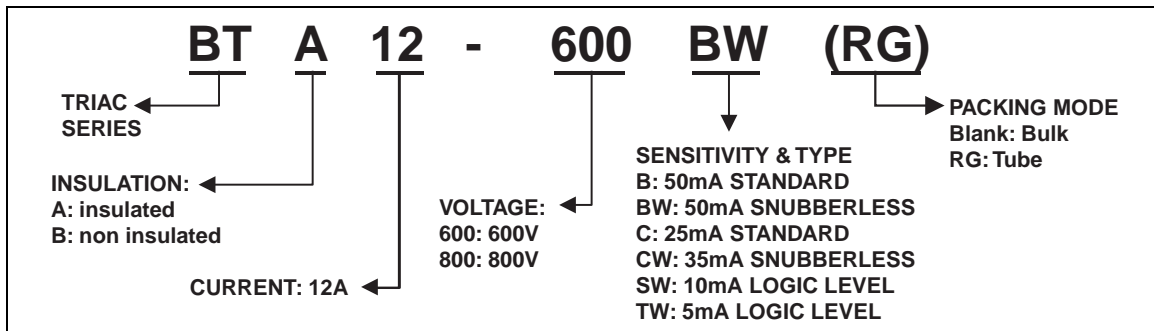 BT A 12 - 600 BW (RG)
TRIAC
SERIES
INSULATION:
A: insulated
B: non insulated
CURRENT: 12A
VOLTAGE:
600: 600V
800: 800V
SENSITIVITY & TYPE
B: 50mA STANDARD
BW: 50mA SNUBBERLESS
C: 25mA STANDARD
CW: 35mA SNUBBERLESS
SW: 10mA LOGIC LEVEL
TW: 5mA LOGIC LEVEL
PACKING MODE
Blank: Bulk
RG: Tube